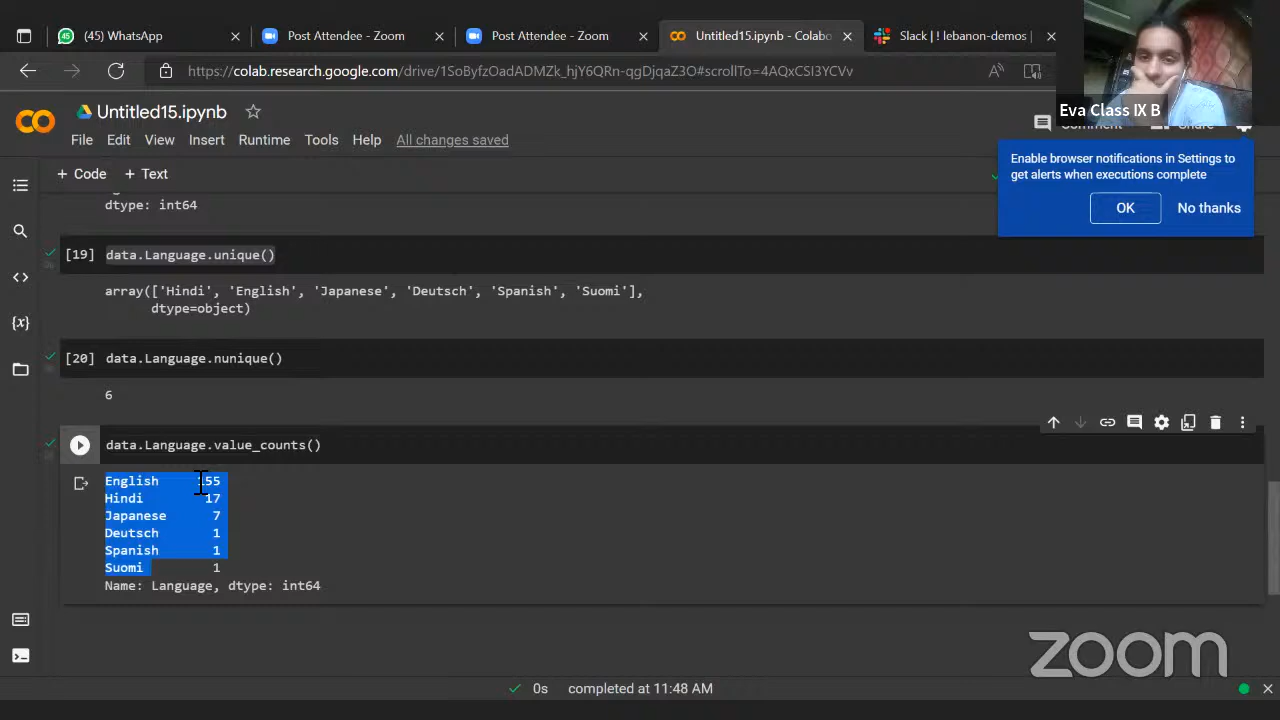 (45) WhatsApp
Post Attendee - Zoom
Post Attendee - Zoom
Untitled15.ipynb - Colabo
Slack | ! lebanon-demos |
https://colab.research.google.com/drive/1SoByfzOadADMZk_hjY6QRn-qgDjqaZ3O#scrollTo=4AQxCSI3YCVv
Eva Class IX B
Untitled15.ipynb
File Edit View Insert Runtime Tools Help All changes saved
+ Code + Text
Enable browser notifications in Settings to
get alerts when executions complete
OK No thanks
dtype: int64
[19] data.Language.unique()
array(['Hindi', 'English', 'Japanese', 'Deutsch', 'Spanish', 'Suomi'],
dtype=object)
[20] data.Language.nunique()
6
data.Language.value_counts()
English 155
Hindi 17
Japanese 7
Deutsch 1
Spanish 1
Suomi 1
Name: Language, dtype: int64
zoom
0s completed at 11:48 AM